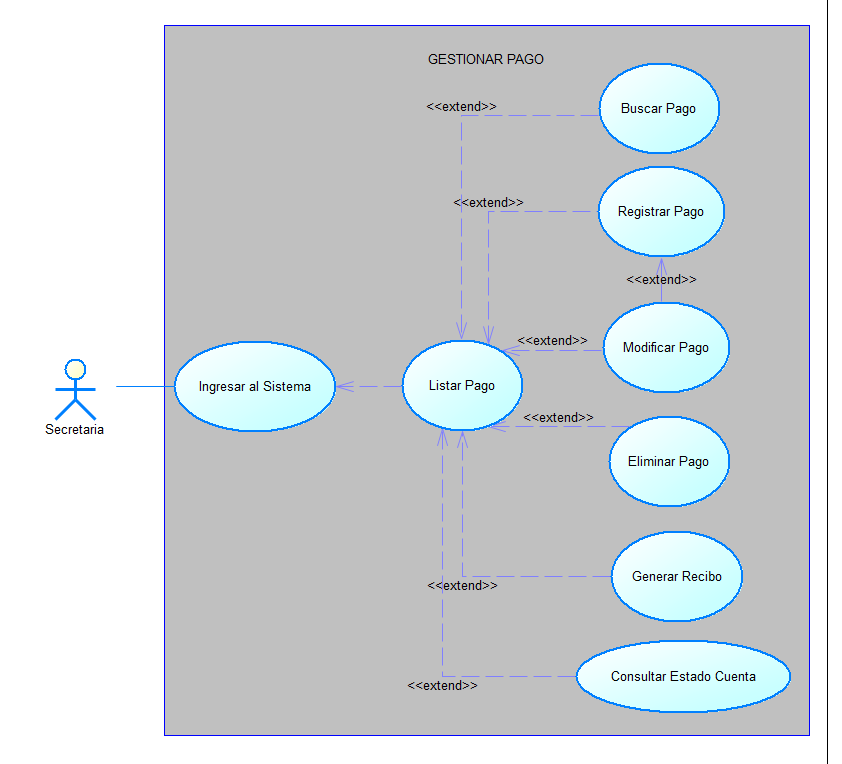 GESTIONAR PAGO
<<extend>>
Buscar Pago
<<extend>>
Registrar Pago
<<extend>>
<<extend>>
Modificar Pago
Ingresar al Sistema
Listar Pago
<<extend>>
Secretaria
Eliminar Pago
<<extend>>
Generar Recibo
<<extend>>
Consultar Estado Cuenta